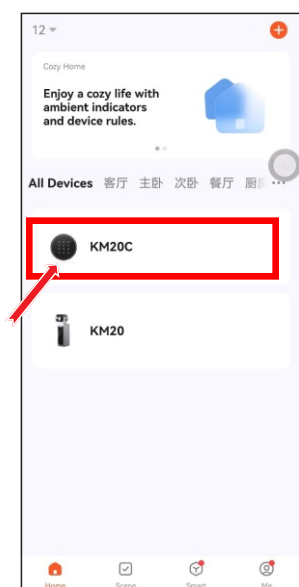 12
Cozy Home
Enjoy a cozy life with
ambient indicators
and device rules.
All Devices 客厅 主卧 次卧 餐厅 厨房 ...
KM20C
KM20
Home Scene Smart Me